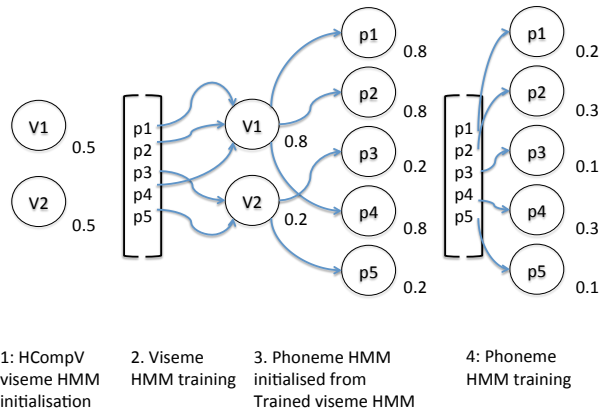 V1
0.5
V2
0.5
p1
p2
p3
p4
p5
V1
0.8
V2
0.2
p1
0.8
p2
0.8
p3
0.2
p4
0.8
p5
0.2
p1
p2
p3
p4
p5
p1
0.2
p2
0.3
p3
0.1
p4
0.3
p5
0.1
1: HCompV
viseme HMM
initialisation
2. Viseme
HMM training
3. Phoneme HMM
initialised from
Trained viseme HMM
4: Phoneme
HMM training